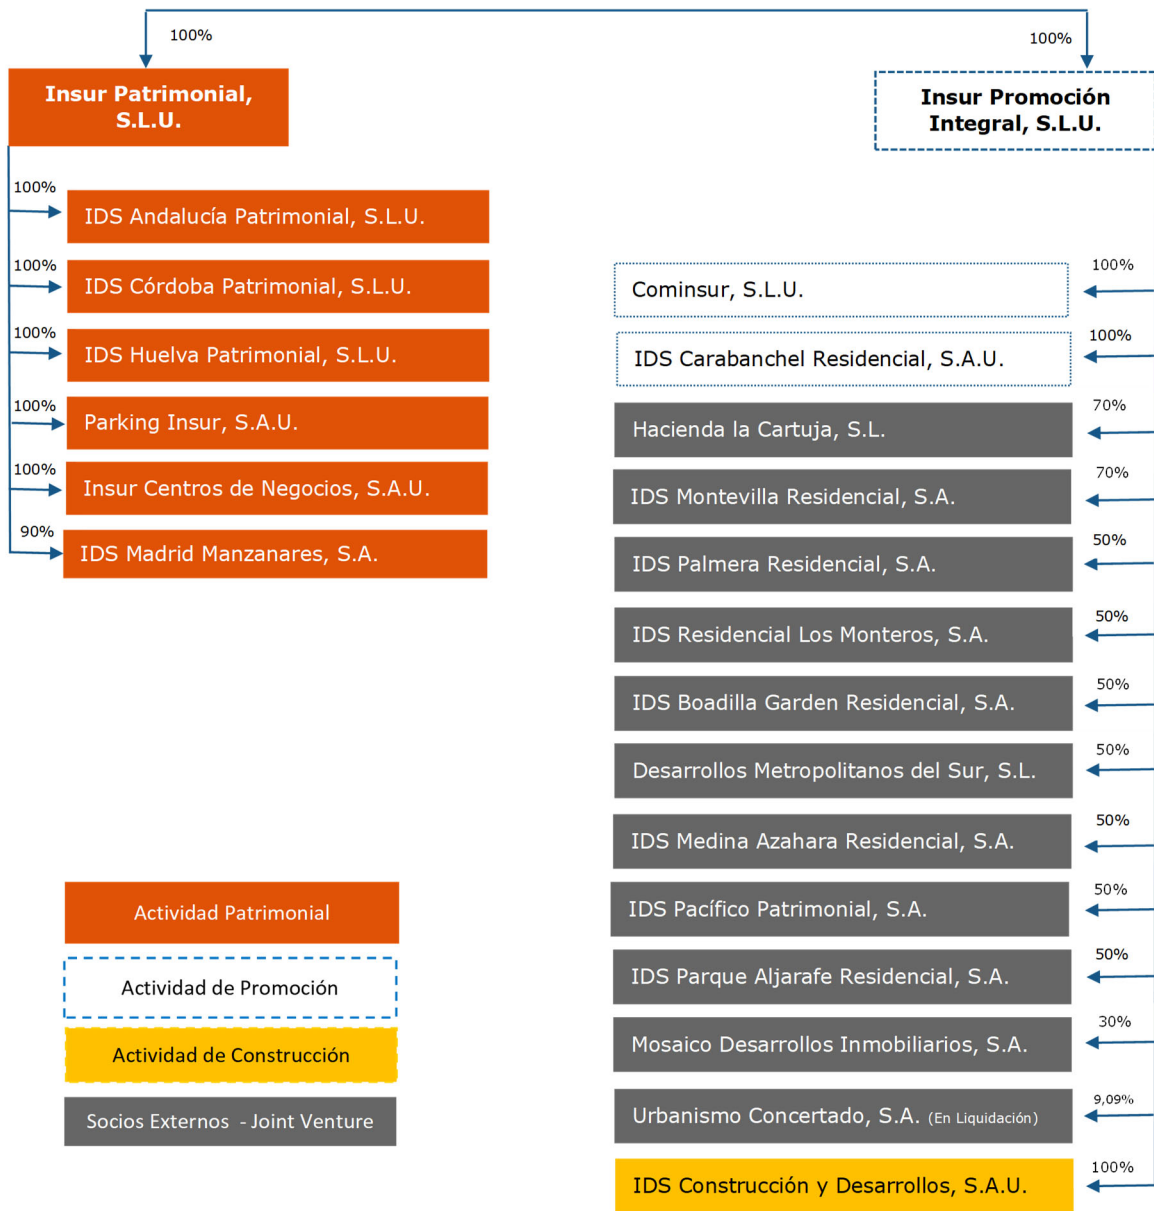 100%
100%
Insur Patrimonial,
S.L.U.
Insur Promoción
Integral, S.L.U.
100%
IDS Andalucía Patrimonial, S.L.U.
100%
IDS Córdoba Patrimonial, S.L.U.
100%
IDS Huelva Patrimonial, S.L.U.
100%
Parking Insur, S.A.U.
100%
Insur Centros de Negocios, S.A.U.
90%
IDS Madrid Manzanares, S.A.
Cominsur, S.L.U.
100%
IDS Carabanchel Residencial, S.A.U.
100%
Hacienda la Cartuja, S.L.
70%
IDS Montevilla Residencial, S.A.
70%
IDS Palmera Residencial, S.A.
50%
IDS Residencial Los Monteros, S.A.
50%
IDS Boadilla Garden Residencial, S.A.
50%
Desarrollos Metropolitanos del Sur, S.L.
50%
IDS Medina Azahara Residencial, S.A.
50%
IDS Pacífico Patrimonial, S.A.
50%
IDS Parque Aljarafe Residencial, S.A.
50%
Mosaico Desarrollos Inmobiliarios, S.A.
30%
Urbanismo Concertado, S.A. (En Liquidación)
9,09%
IDS Construcción y Desarrollos, S.A.U.
100%
Actividad Patrimonial
Actividad de Promoción
Actividad de Construcción
Socios Externos - Joint Venture